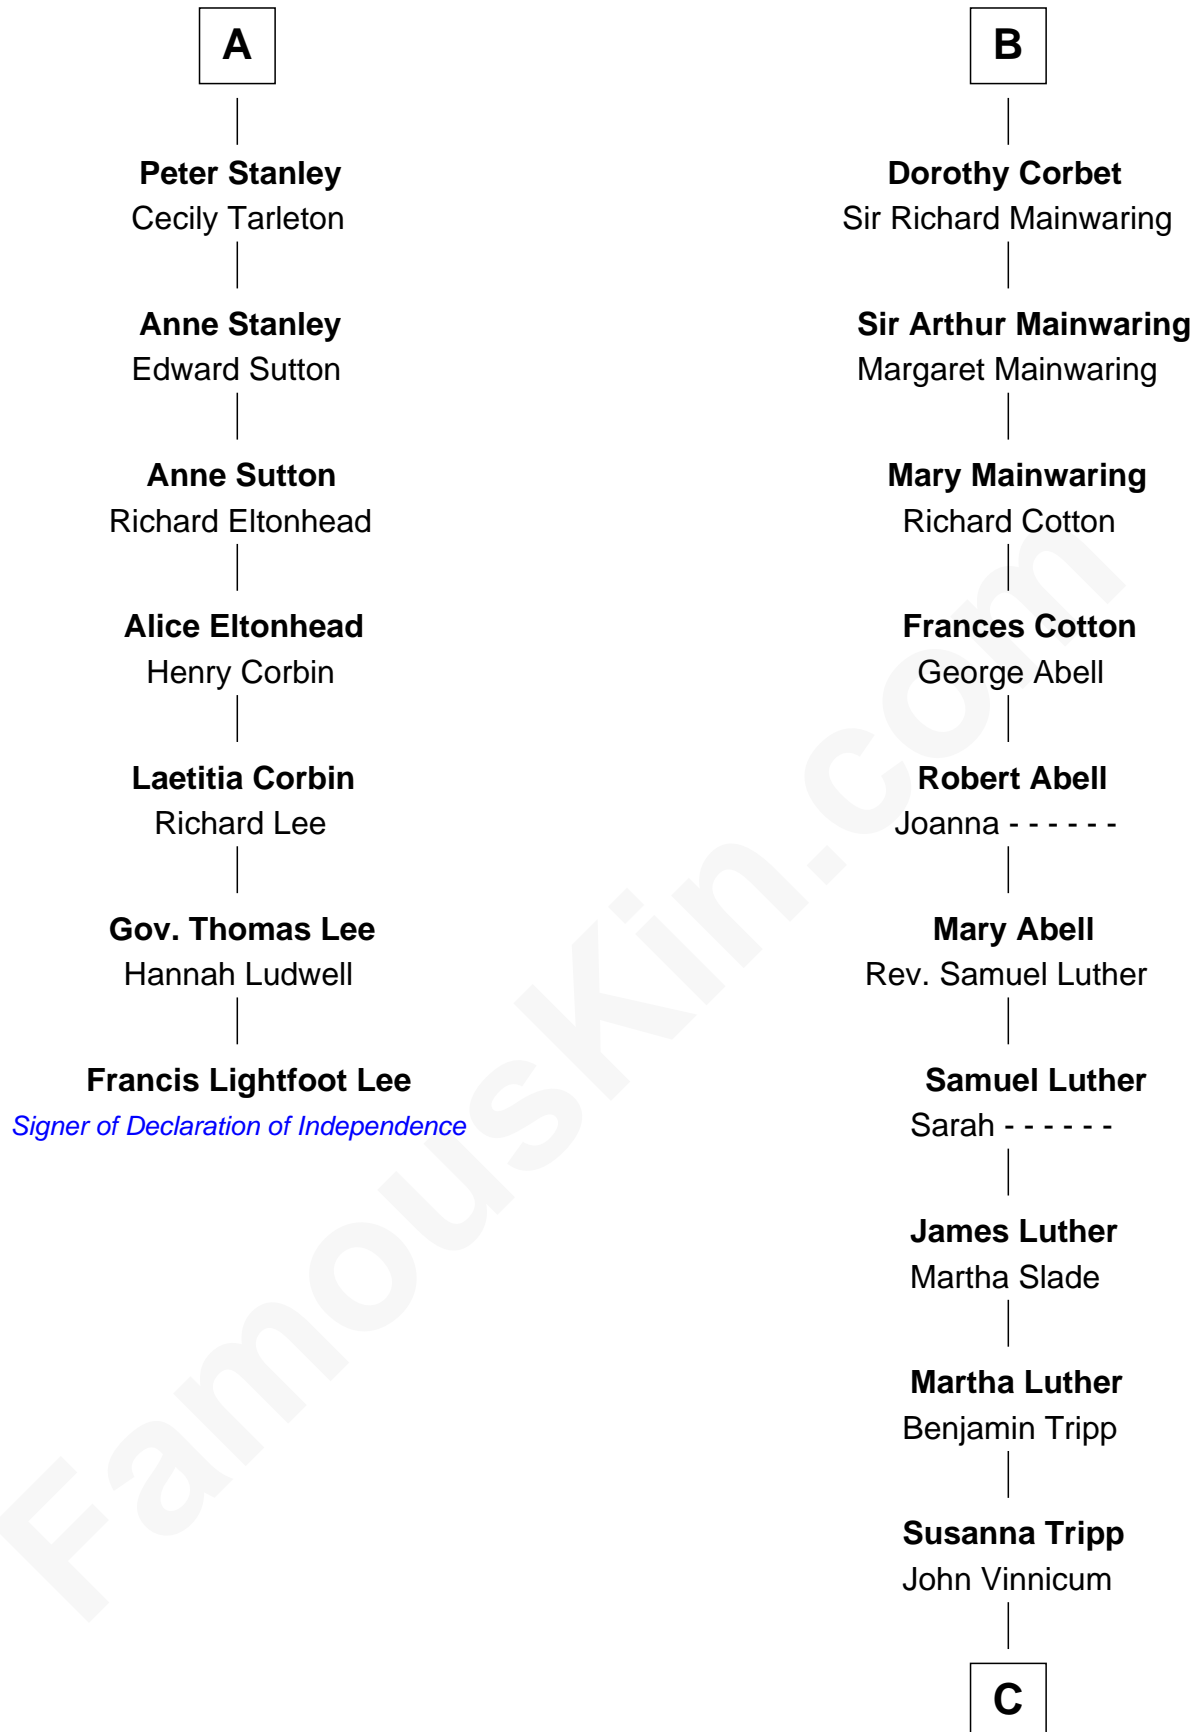 A
Peter Stanley
Cecily Tarleton
Anne Stanley
Edward Sutton
Anne Sutton
Richard Eltonhead
Alice Eltonhead
Henry Corbin
Laetitia Corbin
Richard Lee
Gov. Thomas Lee
Hannah Ludwell
Francis Lightfoot Lee
Signer of Declaration of Independence
B
Dorothy Corbet
Sir Richard Mainwaring
Sir Arthur Mainwaring
Margaret Mainwaring
Mary Mainwaring
Richard Cotton
Frances Cotton
George Abell
Robert Abell
Joanna - - - - - -
Mary Abell
Rev. Samuel Luther
Samuel Luther
Sarah - - - - - -
James Luther
Martha Slade
Martha Luther
Benjamin Tripp
Susanna Tripp
John Vinnicum
C
FamousKin.com